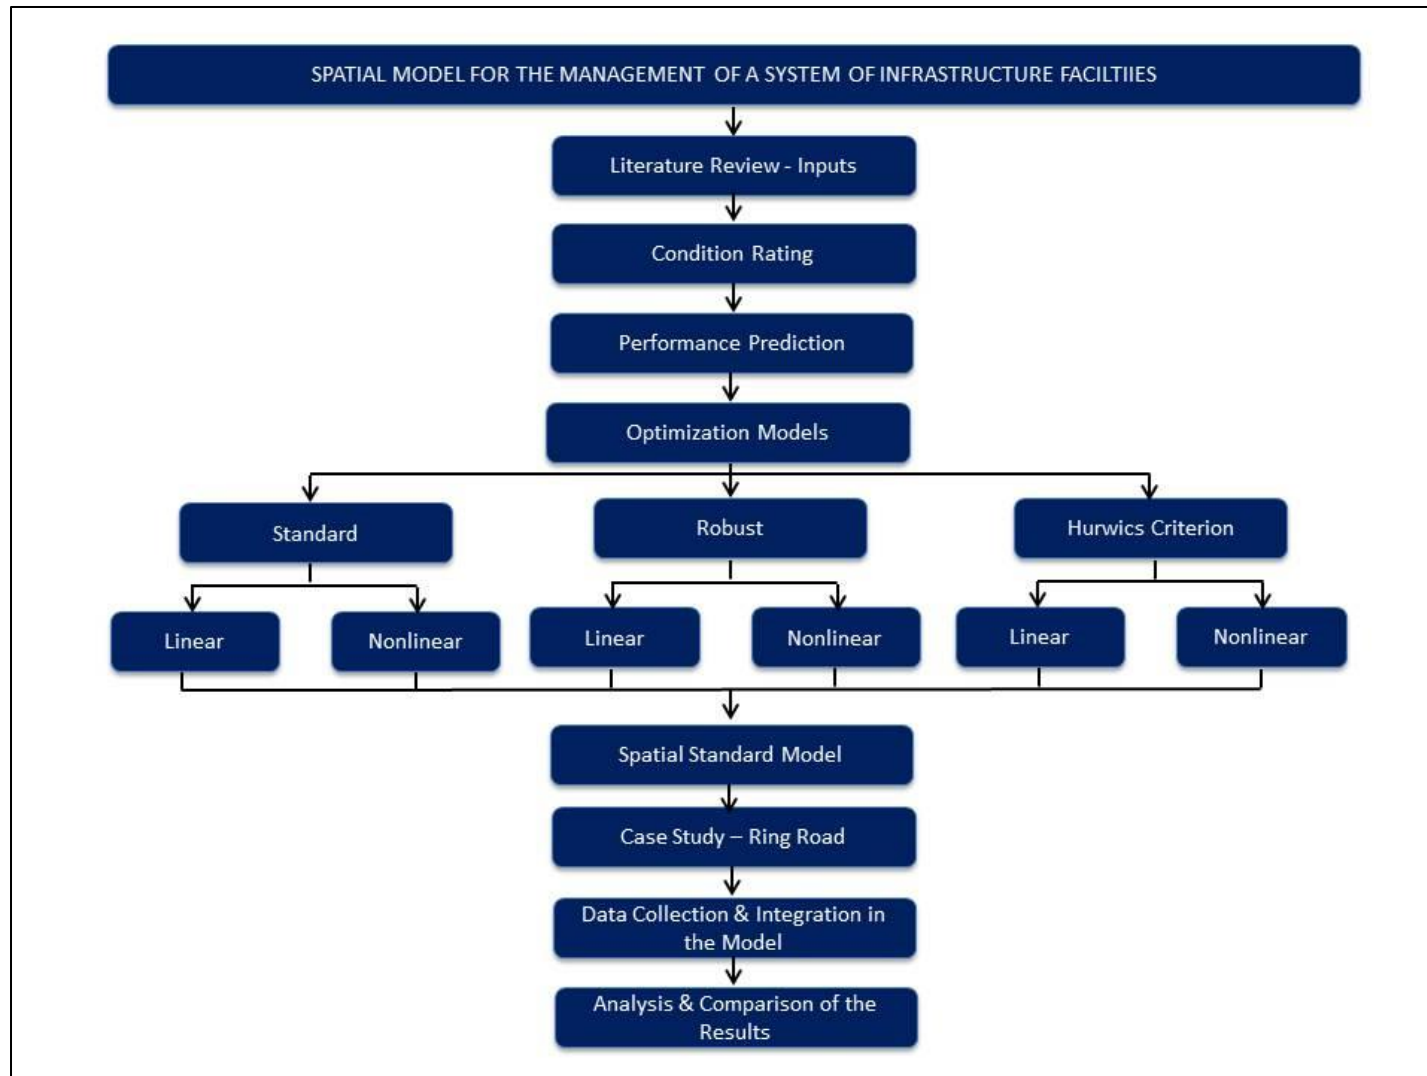 SPATIAL MODEL FOR THE MANAGEMENT OF A SYSTEM OF INFRASTRUCTURE FACILTIIES
Literature Review - Inputs
Condition Rating
Performance Prediction
Optimization Models
Standard
Robust
Hurwics Criterion
Linear
Nonlinear
Linear
Nonlinear
Linear
Nonlinear
Spatial Standard Model
Case Study – Ring Road
Data Collection & Integration in
the Model
Analysis & Comparison of the
Results